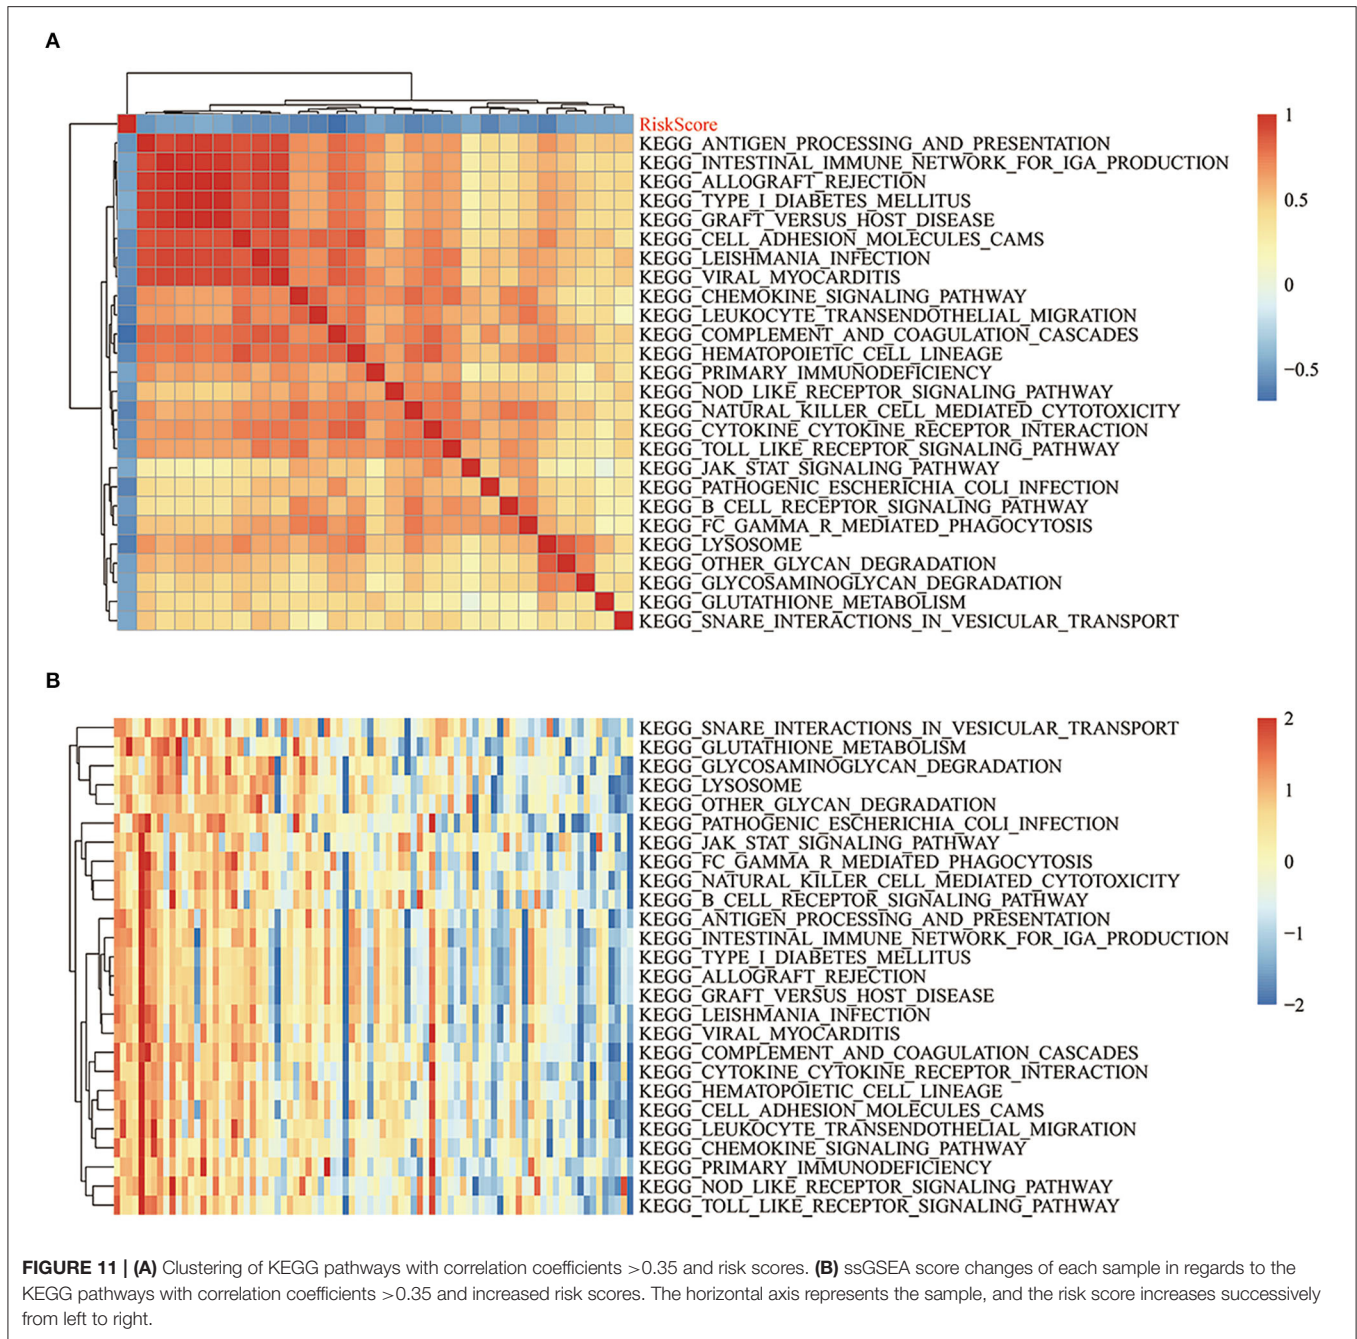 A
RiskScore
KEGG_ANTIGEN_PROCESSING_AND_PRESENTATION
KEGG_INTESTINAL_IMMUNE_NETWORK_FOR_IGA_PRODUCTION
KEGG_ALLOGRAFT_REJECTION
KEGG_TYPE_I_DIABETES_MELLITUS
KEGG_GRAFT_VERSUS_HOST_DISEASE
KEGG_CELL_ADHESION_MOLECULES_CAMS
KEGG_LEISHMANIA_INFECTION
KEGG_VIRAL_MYOCARDITIS
KEGG_CHEMOKINE_SIGNALING_PATHWAY
KEGG_LEUKOCYTE_TRANSENDOTHELIAL_MIGRATION
KEGG_COMPLEMENT_AND_COAGULATION_CASCADES
KEGG_HEMATOPOIETIC_CELL_LINEAGE
KEGG_PRIMARY_IMMUNODEFICIENCY
KEGG_NOD_LIKE_RECEPTOR_SIGNALING_PATHWAY
KEGG_NATURAL_KILLER_CELL_MEDIATED_CYTOTOXICITY
KEGG_CYTOKINE_CYTOKINE_RECEPTOR_INTERACTION
KEGG_TOLL_LIKE_RECEPTOR_SIGNALING_PATHWAY
KEGG_JAK_STAT_SIGNALING_PATHWAY
KEGG_PATHOGENIC_ESCHERICHIA_COLI_INFECTION
KEGG_B_CELL_RECEPTOR_SIGNALING_PATHWAY
KEGG_FC_GAMMA_R_MEDIATED_PHAGOCYTOSIS
KEGG_LYSOSOME
KEGG_OTHER_GLYCAN_DEGRADATION
KEGG_GLYCOSAMINOGLYCAN_DEGRADATION
KEGG_GLUTATHIONE_METABOLISM
KEGG_SNARE_INTERACTIONS_IN_VESICULAR_TRANSPORT
1
0.5
0
−0.5
B
KEGG_SNARE_INTERACTIONS_IN_VESICULAR_TRANSPORT
KEGG_GLUTATHIONE_METABOLISM
KEGG_GLYCOSAMINOGLYCAN_DEGRADATION
KEGG_LYSOSOME
KEGG_OTHER_GLYCAN_DEGRADATION
KEGG_PATHOGENIC_ESCHERICHIA_COLI_INFECTION
KEGG_JAK_STAT_SIGNALING_PATHWAY
KEGG_FC_GAMMA_R_MEDIATED_PHAGOCYTOSIS
KEGG_NATURAL_KILLER_CELL_MEDIATED_CYTOTOXICITY
KEGG_B_CELL_RECEPTOR_SIGNALING_PATHWAY
KEGG_ANTIGEN_PROCESSING_AND_PRESENTATION
KEGG_INTESTINAL_IMMUNE_NETWORK_FOR_IGA_PRODUCTION
KEGG_TYPE_I_DIABETES_MELLITUS
KEGG_ALLOGRAFT_REJECTION
KEGG_GRAFT_VERSUS_HOST_DISEASE
KEGG_LEISHMANIA_INFECTION
KEGG_VIRAL_MYOCARDITIS
KEGG_COMPLEMENT_AND_COAGULATION_CASCADES
KEGG_CYTOKINE_CYTOKINE_RECEPTOR_INTERACTION
KEGG_HEMATOPOIETIC_CELL_LINEAGE
KEGG_CELL_ADHESION_MOLECULES_CAMS
KEGG_LEUKOCYTE_TRANSENDOTHELIAL_MIGRATION
KEGG_CHEMOKINE_SIGNALING_PATHWAY
KEGG_PRIMARY_IMMUNODEFICIENCY
KEGG_NOD_LIKE_RECEPTOR_SIGNALING_PATHWAY
KEGG_TOLL_LIKE_RECEPTOR_SIGNALING_PATHWAY
2
1
0
−1
−2
FIGURE 11 | (A) Clustering of KEGG pathways with correlation coefficients >0.35 and risk scores. (B) ssGSEA score changes of each sample in regards to the
KEGG pathways with correlation coefficients >0.35 and increased risk scores. The horizontal axis represents the sample, and the risk score increases successively
from left to right.